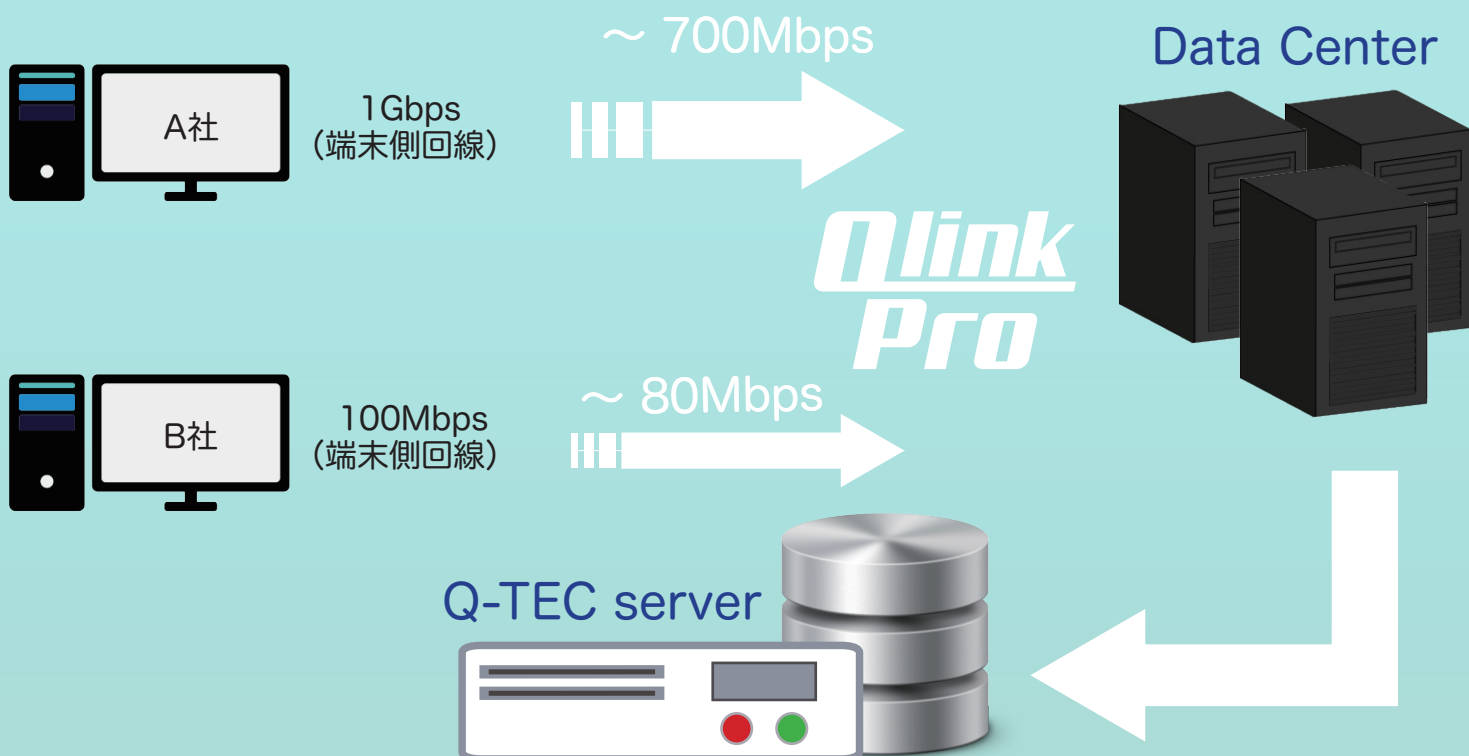 ～ 700Mbps
Data Center
A社
1Gbps
（端末側回線）
Qlink
Pro
～ 80Mbps
B社
100Mbps
（端末側回線）
Q-TEC server